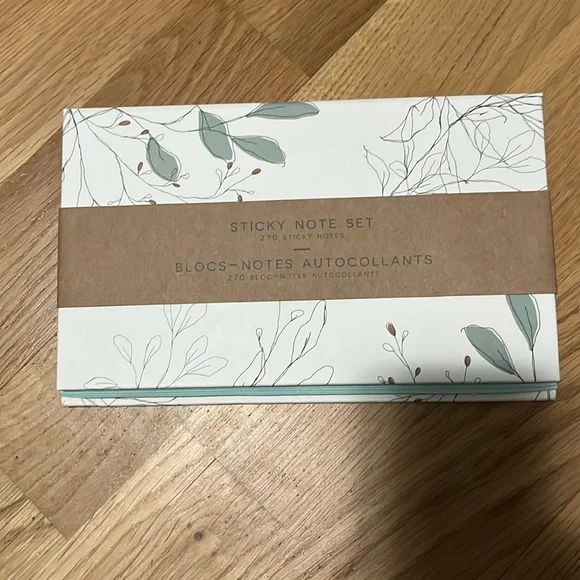 STICKY NOTE SET
270 STICKY NOTES
BLOCS-NOTES AUTOCOLLANTS
270 BLOC-NOTES AUTOCOLLANTS